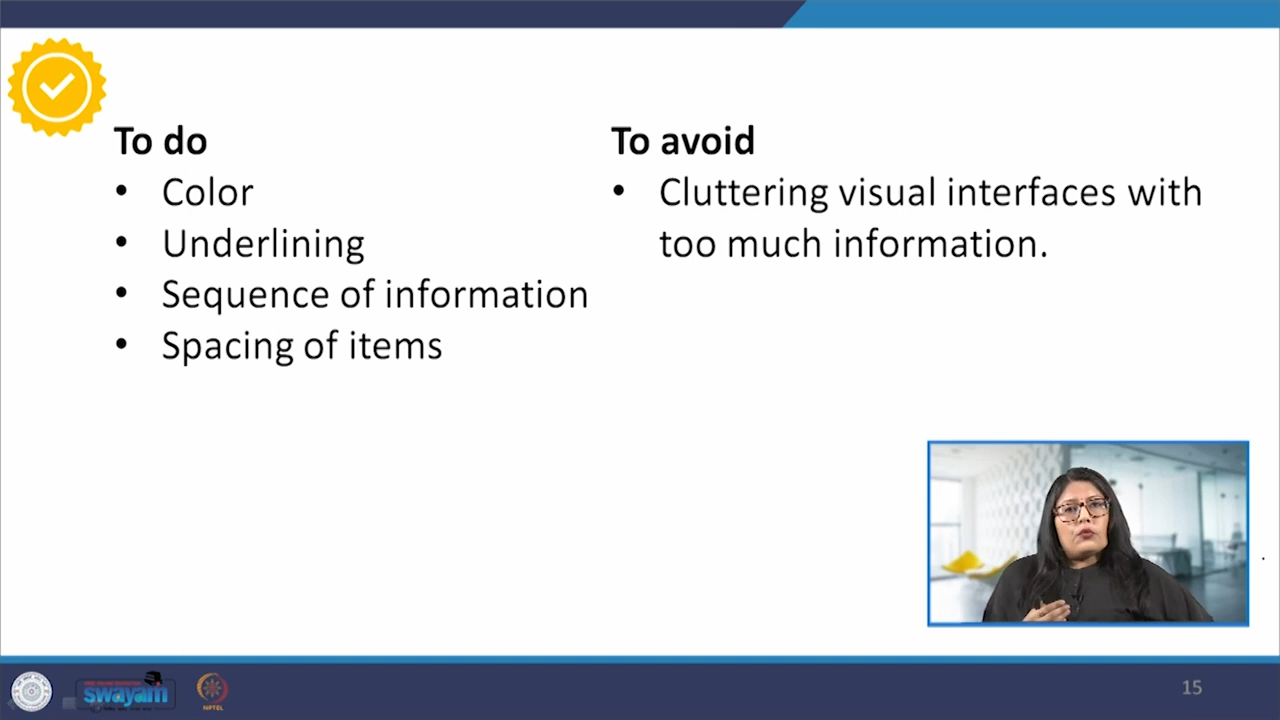 To do
• Color
• Underlining
• Sequence of information
• Spacing of items
To avoid
• Cluttering visual interfaces with
too much information.
swayam
NPTEL
15